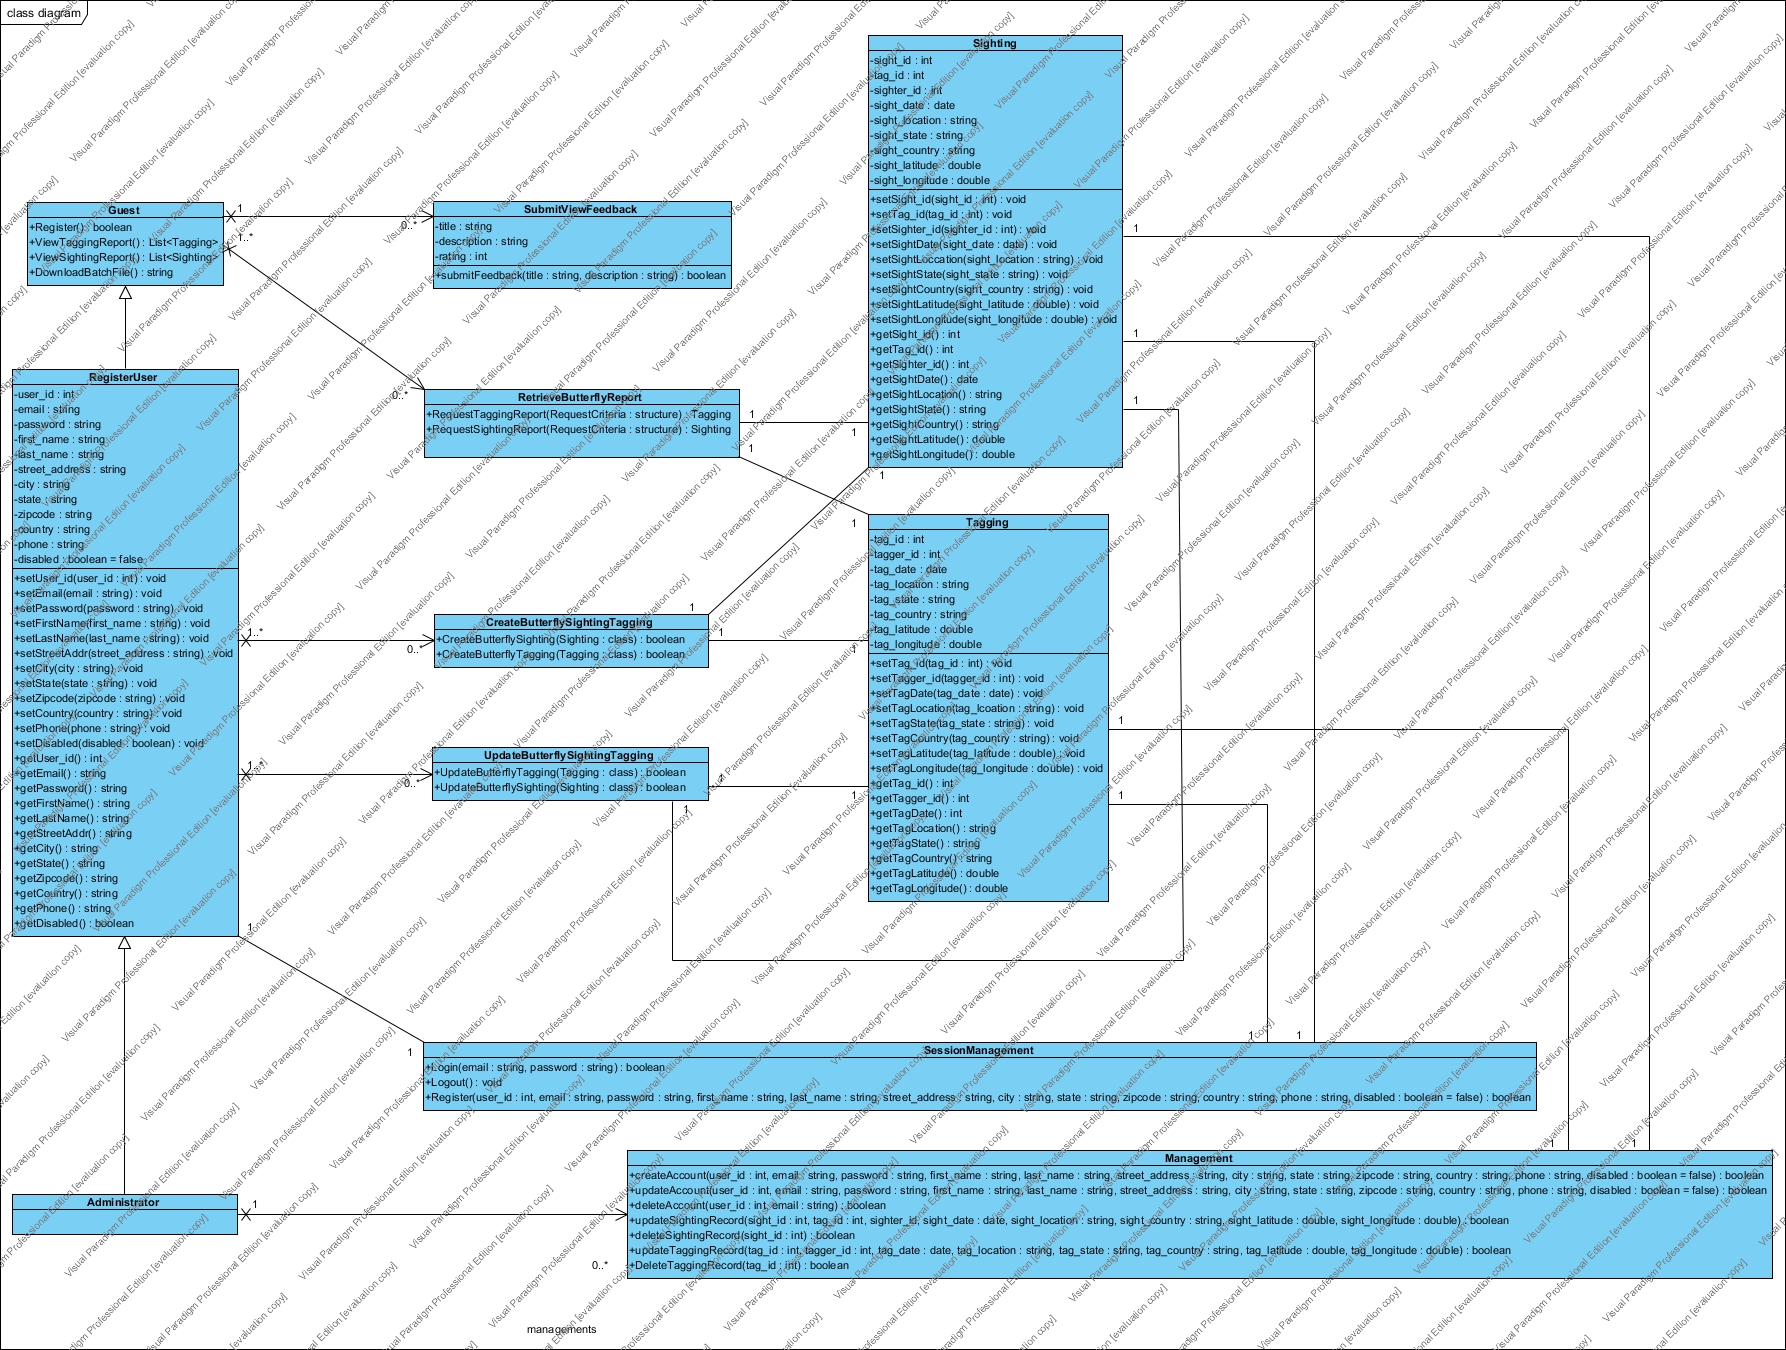 class diagram
Sighting
-sight_id : int
-tag_id : int
-sighter_id : int
-sight_date : date
-sight_location : string
-sight_state : string
-sight_country : string
-sight_latitude : double
-sight_longitude : double
+setSight_id(sight_id : int) : void
+setTag_id(tag_id : int) : void
+setSighter_id(sighter_id : int) : void
+setSightDate(sight_date : date) : void
+setSightLoccation(sight_location : string) : void
+setSightState(sight_state : string) : void
+setSightCountry(signt_country : string) : void
+setSightLatitude(sight_latitude : double) : void
+setSightLongitude(sight_longitude : double) : void
+getSight_id() : int
+getTag_id() : int
+getSighter_id() : int
+getSightDate() : date
+getSightLocation() : string
+getSightState() : string
+getSightCountry() : string
+getSightLatitude() : double
+getSightLongitude() : double
Guest
+Register() : boolean
+ViewTaggingReport() : List<Tagging>
+ViewSightingReport() : List<Sighting>
+DownloadBatchFile() : string
1
0..*
1..*
0..*
SubmitViewFeedback
-title : string
-description : string
-rating : int
+submitFeedback(title : string, description : string) : boolean
RetrieveButterflyReport
+RequestTaggingReport(RequestCriteria : structure) : Tagging
+RequestSightingReport(RequestCriteria : structure) : Sighting
1
1
1
1
1
1
1
1
RegisterUser
-user_id : int
-email : string
-password : string
-first_name : string
-last_name : string
-street_address : string
-city : string
-state : string
-zipcode : string
-country : string
-phone : string
-disabled : boolean = false
+setUser_id(user_id : int) : void
+setEmail(email : string) : void
+setPassword(password : string) : void
+setFirstName(first_name : string) : void
+setLastName(last_name : string) : void
+setStreetAddr(street_address : string) : void
+setCity(city : string) : void
+setState(state : string) : void
+setZipcode(zipcode : string) : void
+setCountry(country : string) : void
+setPhone(phone : string) : void
+setDisabled(disabled : boolean) : void
+getUser_id() : int
+getEmail() : string
+getPassword() : string
+getFirstName() : string
+getLastName() : string
+getStreetAddr() : string
+getCity() : string
+getState() : string
+getZipcode() : string
+getCountry() : string
+getPhone() : string
+getDisabled() : boolean
Tagging
-tag_id : int
-tagger_id : int
-tag_date : date
-tag_location : string
-tag_state : string
-tag_country : string
-tag_latitude : double
-tag_longitude : double
+setTag_id(tag_id : int) : void
+setTagger_id(tagger_id : int) : void
+setTagDate(tag_date : date) : void
+setTagLocation(tag_lcoation : string) : void
+setTagState(tag_state : string) : void
+setTagCountry(tag_country : string) : void
+setTagLatitude(tag_latitude : double) : void
+setTagLongitude(tag_longitude : double) : void
+getTag_id() : int
+getTagger_id() : int
+getTagDate() : int
+getTagLocation() : string
+getTagState() : string
+getTagCountry() : string
+getTagLatitude() : double
+getTagLongitude() : double
1..*
0..*
CreateButterflySightingTagging
+CreateButterflySighting(Sighting : class) : boolean
+CreateButterflyTagging(Tagging : class) : boolean
1
1
0..*
UpdateButterflySightingTagging
+UpdateButterflyTagging(Tagging : class) : boolean
+UpdateButterflySighting(Sighting : class) : boolean
1
1
1
1
1
1
SessionManagement
+Login(email : string, password : string) : boolean
+Logout() : void
+Register(user_id : int, email : string, password : string, first_name : string, last_name : string, street_address : string, city : string, state : string, zipcode : string, country : string, phone : string, disabled : boolean = false) : boolean
1
1
1
Administrator
1
0..*
managements
Management
+createAccount(user_id : int, email : string, password : string, first_name : string, last_name : string, street_address : string, city : string, state : string, zipcode : string, country : string, phone : string, disabled : boolean = false) : boolean
+updateAccount(user_id : int, email : string, password : string, first_name : string, last_name : string, street_address : string, city : string, state : string, zipcode : string, country : string, phone : string, disabled : boolean = false) : boolean
+deleteAccount(user_id : int, email : string) : boolean
+updateSightingRecord(sight_id : int, tag_id : int, sighter_id, sight_date : date, sight_location : string, sight_country : string, sight_latitude : double, sight_longitude : double) : boolean
+deleteSightingRecord(sight_id : int) : boolean
+updateTaggingRecord(tag_id : int, tagger_id : int, tag_date : date, tag_location : string, tag_state : string, tag_country : string, tag_latitude : double, tag_longitude : double) : boolean
+DeleteTaggingRecord(tag_id : int) : boolean
Visual Paradigm Professional Edition [evaluation copy]